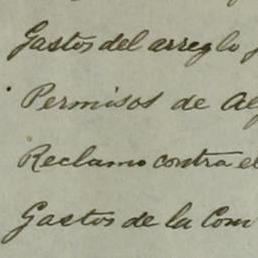 Gastos del arreglo
Permisos de
Reclamo contra el
Gastos de la Com